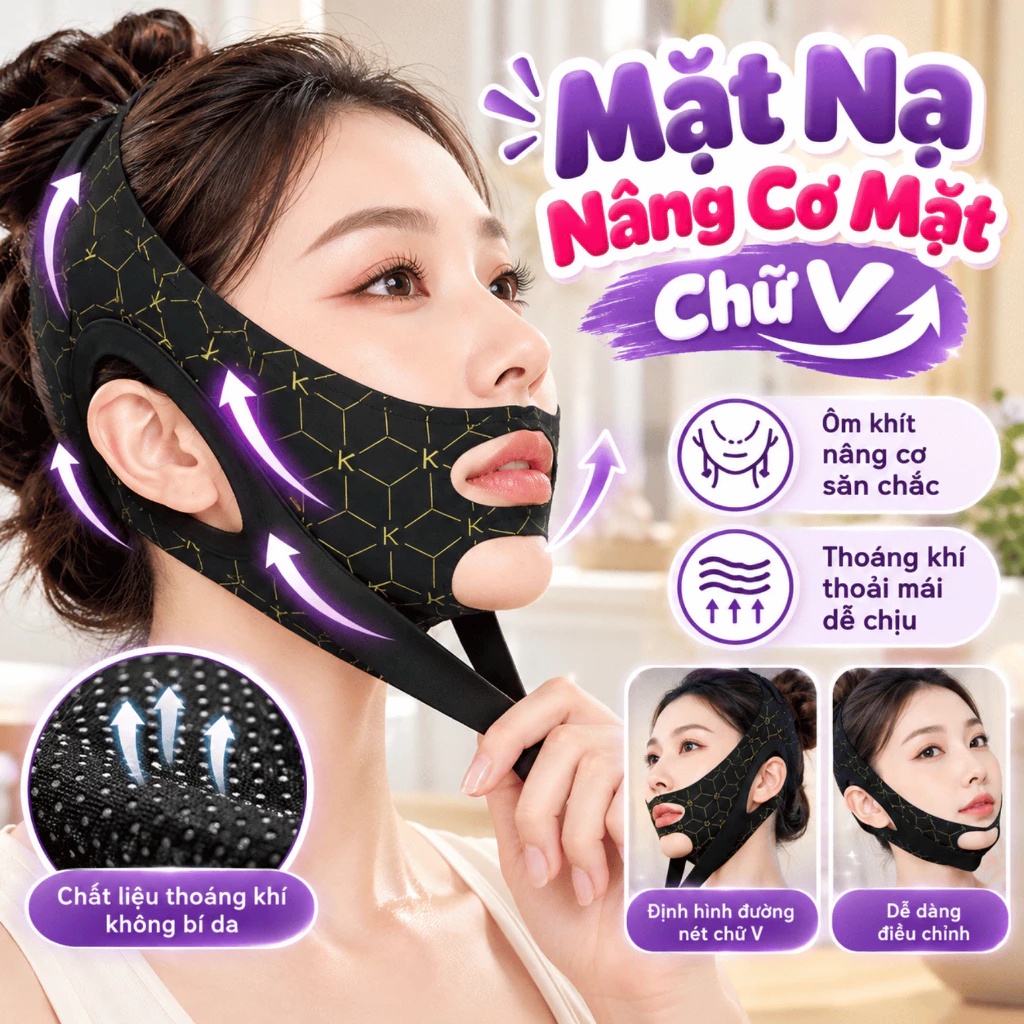 Mặt Nạ
Nâng Cơ Mặt
Chữ V
Ôm khít
nâng cơ
săn chắc
Thoáng khí
thoải mái
dễ chịu
K
K
K
K
Chất liệu thoáng khí
không bí da
Định hình đường
nét chữ V
Dễ dàng
điều chỉnh